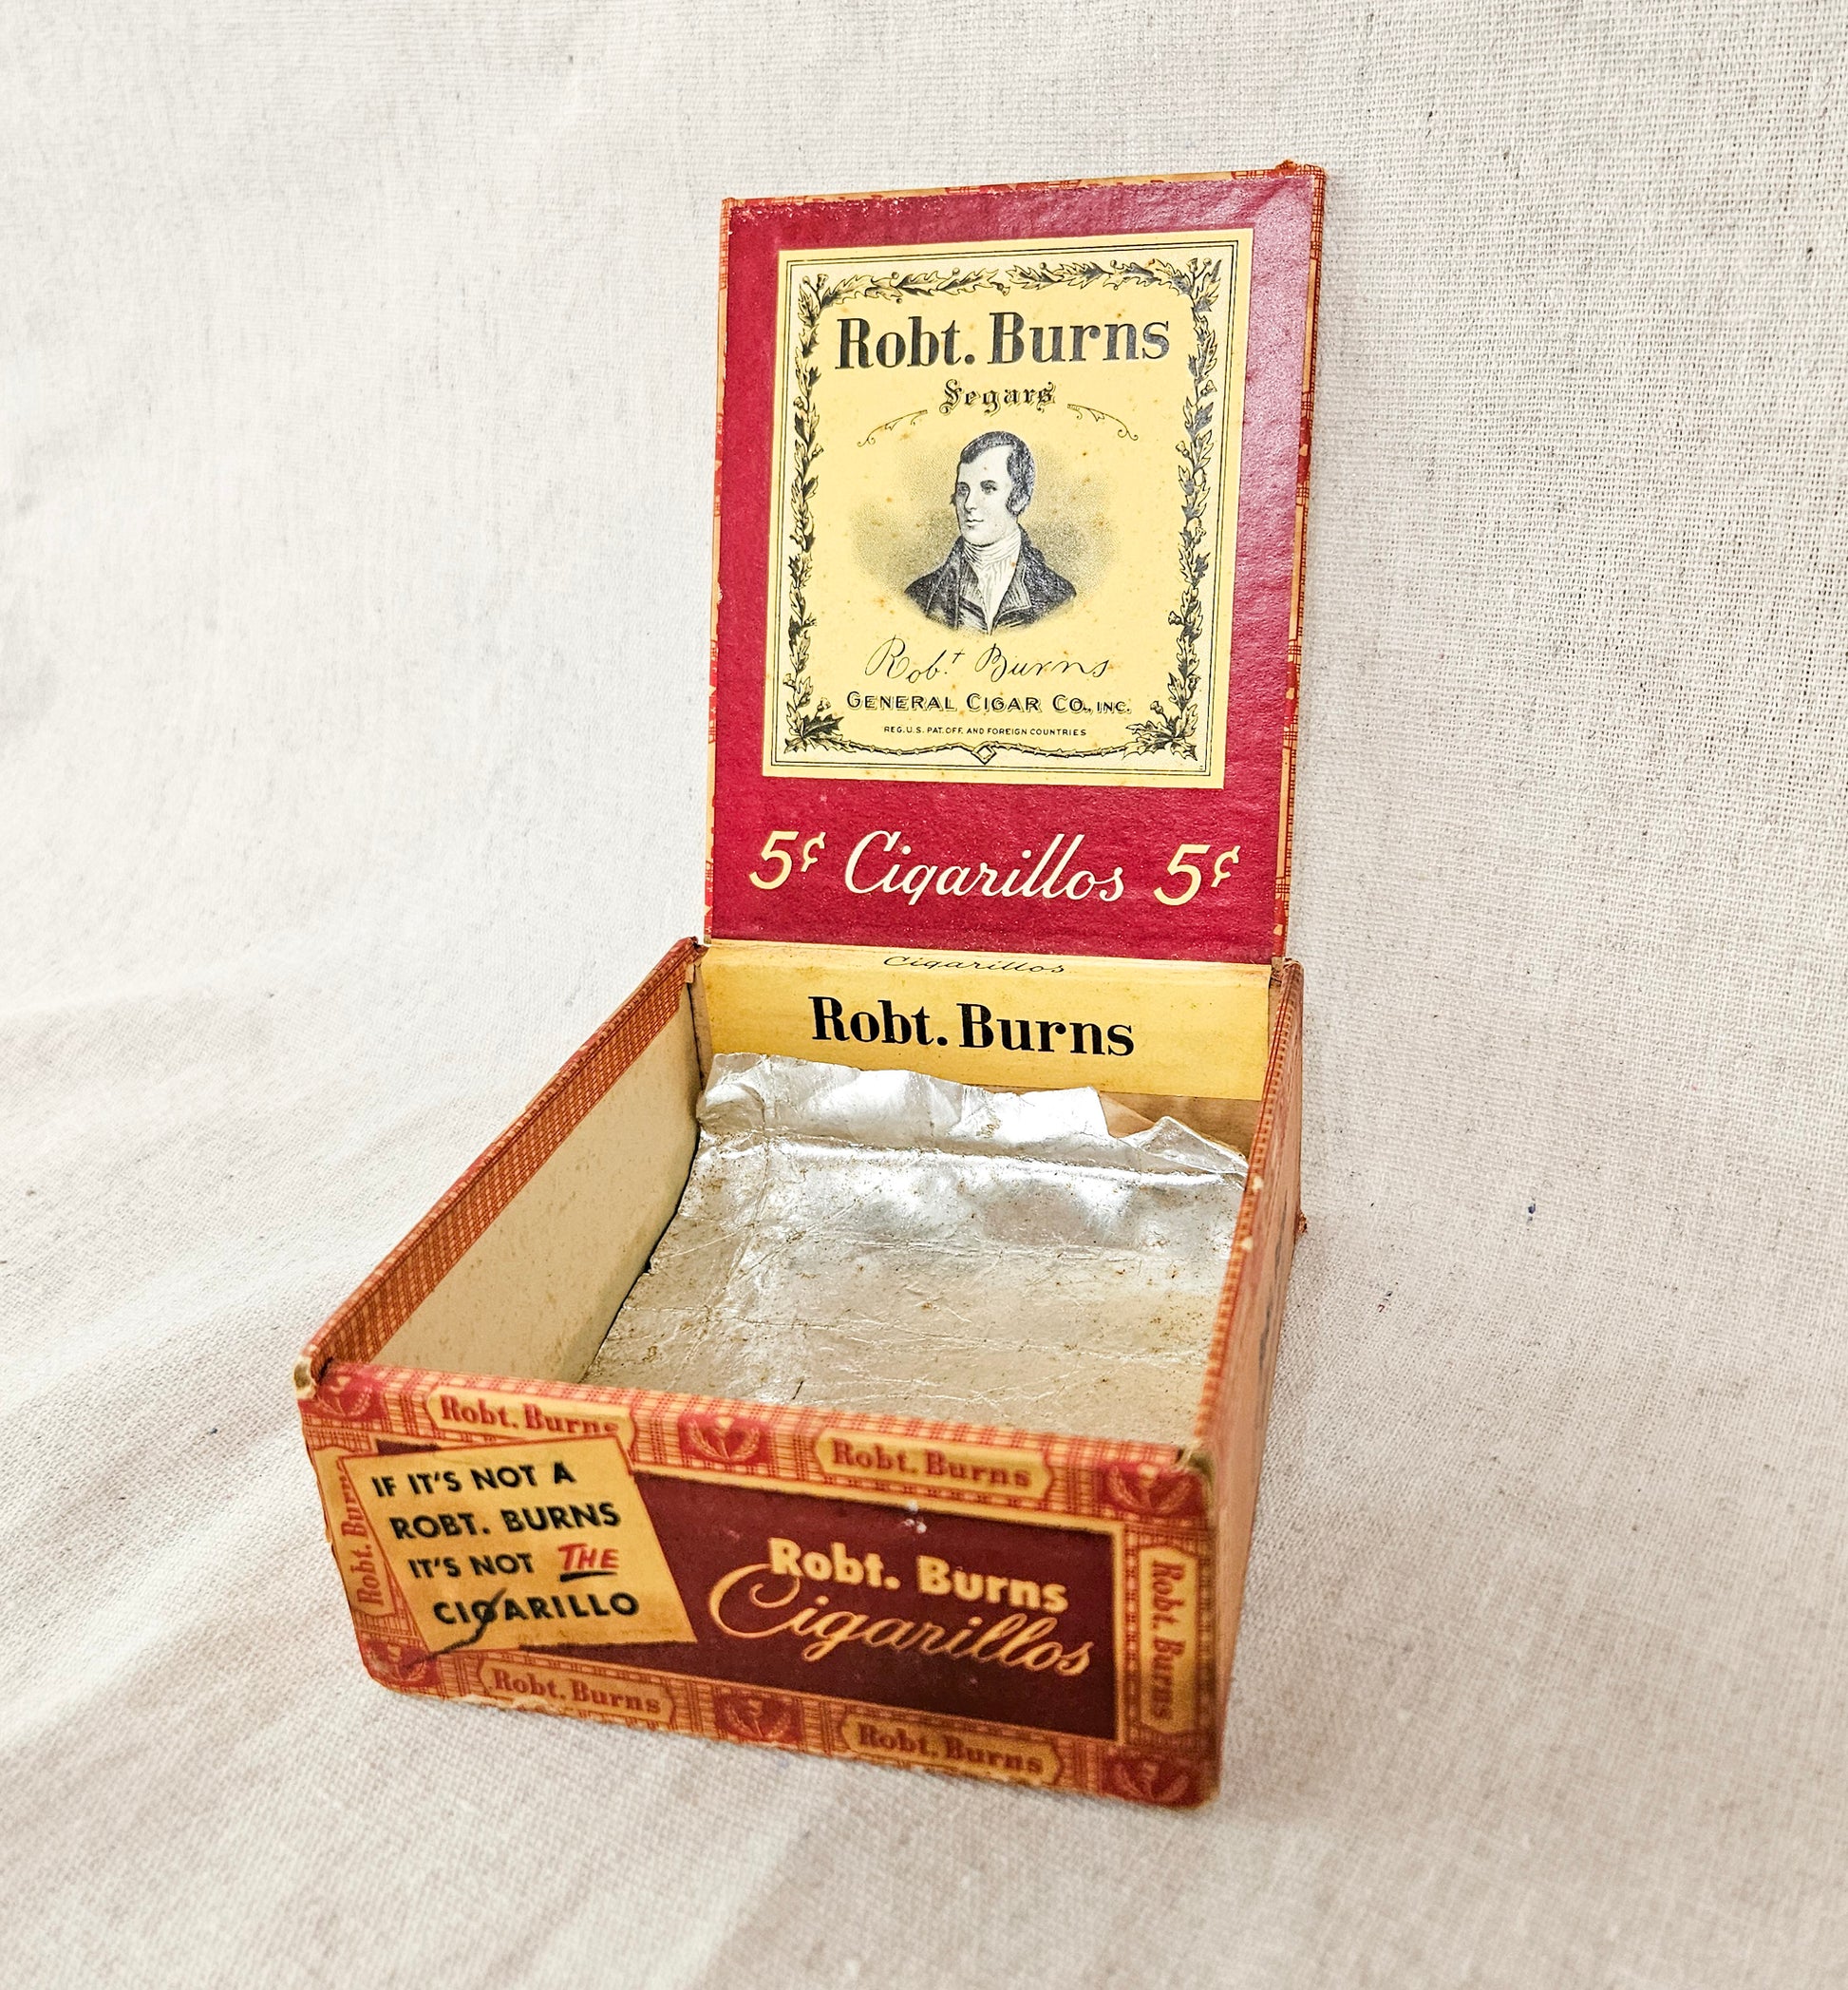 Robt. Burns
Segars
Robt Burns
GENERAL CIGAR CO., INC.
REG. U.S. PAT. OFF. AND FOREIGN COUNTRIES
5¢ Cigarillos 5¢
Cigarillos
Robt. Burns
Robt. Burns
Robt. Burns
IF IT'S NOT A
ROBT. BURNS
IT'S NOT THE
CIGARILLO
Robt. Burns
Cigarillos
Robt. Burns
Robt. Burns
Robt. Burns
Robt. Burns